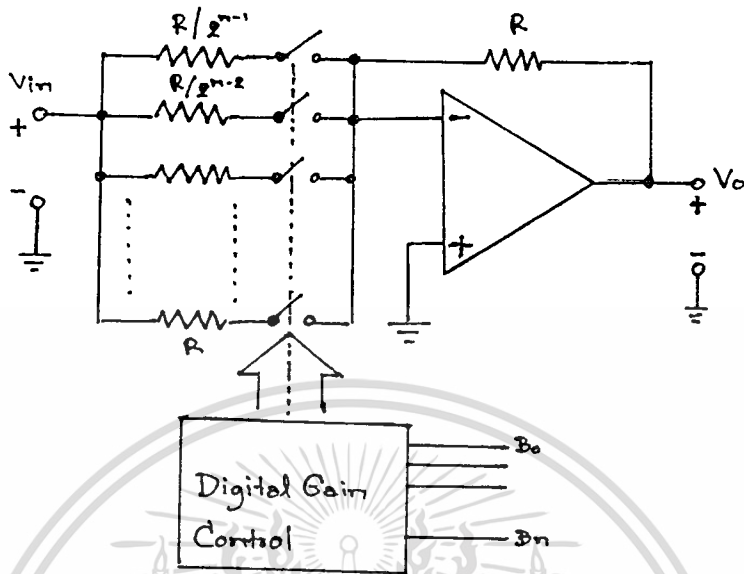 R/2^{n-1}
R
R/2^{n-2}
Vin
+
-
-
+
Vo
+
-
R
Digital Gain
Control
Bo
Bn